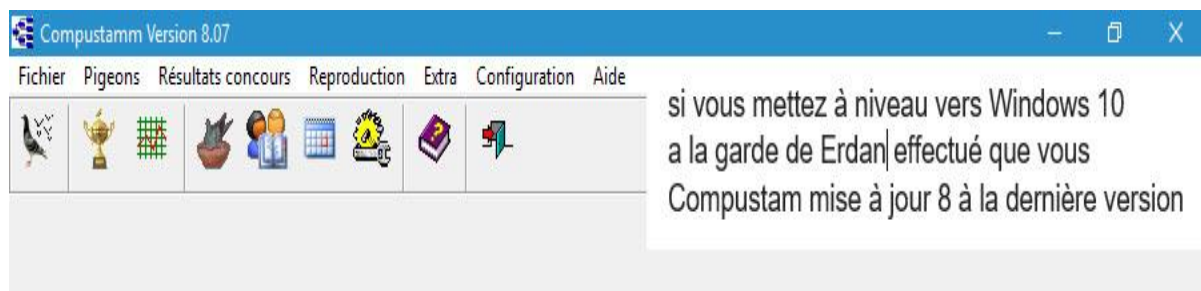 Compustamm Version 8.07
Fichier Pigeons Résultats concours Reproduction Extra Configuration Aide
si vous mettez à niveau vers Windows 10
a la garde de Erdan effectué que vous
Compustam mise à jour 8 à la dernière version